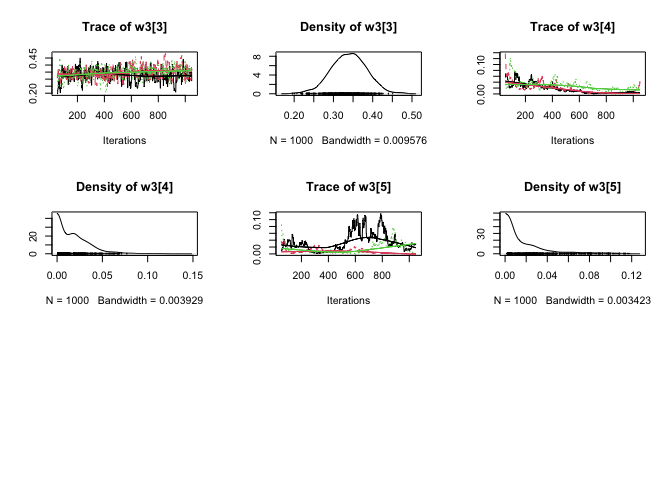 Trace of w3[3]
0.20 0.45
200 400 600 800
Iterations
Density of w3[3]
0 4 8
0.20 0.30 0.40 0.50
N = 1000 Bandwidth = 0.009576
Trace of w3[4]
0.00 0.10
200 400 600 800
Iterations
Density of w3[4]
0 20
0.00 0.05 0.10 0.15
N = 1000 Bandwidth = 0.003929
Trace of w3[5]
0.00 0.10
200 400 600 800
Iterations
Density of w3[5]
0 30
0.00 0.04 0.08 0.12
N = 1000 Bandwidth = 0.003423